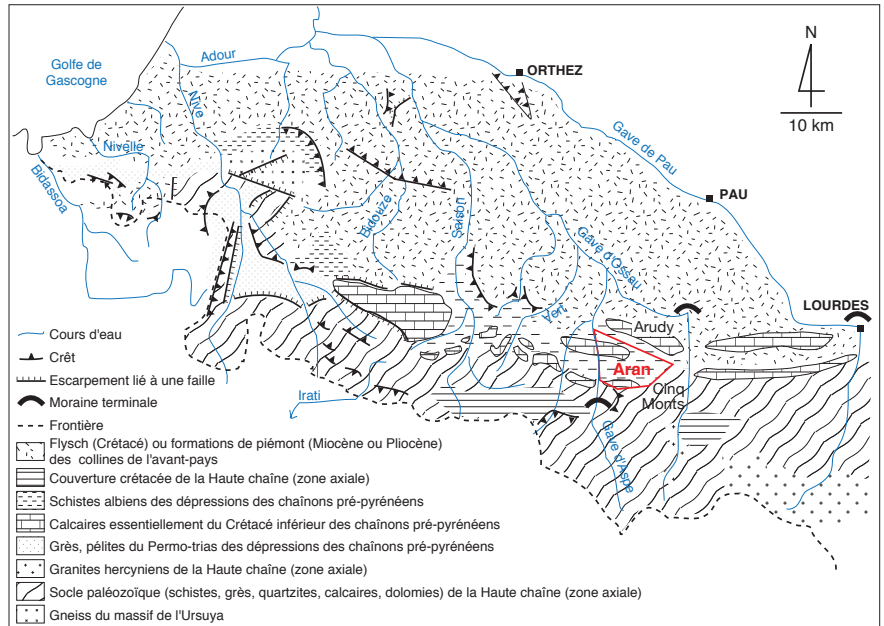 Golfe de
Gascogne
Adour
Nive
Nivelle
Bidassoa
Bidouze
Saison
ORTHEZ
Gave de Pau
N
10 km
PAU
Gave d'Ossau
Vert
LOURDES
Arudy
Aran
Cinq
Monts
Gave d'Aspe
Irati
Cours d'eau
Crêt
Escarpement lié à une faille
Moraine terminale
Frontière
Flysch (Crétacé) ou formations de piémont (Miocène ou Pliocène)
des collines de l'avant-pays
Couverture crétacée de la Haute chaîne (zone axiale)
Schistes albiens des dépressions des chaînons pré-pyrénéens
Calcaires essentiellement du Crétacé inférieur des chaînons pré-pyrénéens
Grès, pélites du Permo-trias des dépressions des chaînons pré-pyrénéens
Granites hercyniens de la Haute chaîne (zone axiale)
Socle paléozoïque (schistes, grès, quartzites, calcaires, dolomies) de la Haute chaîne (zone axiale)
Gneiss du massif de l'Ursuya